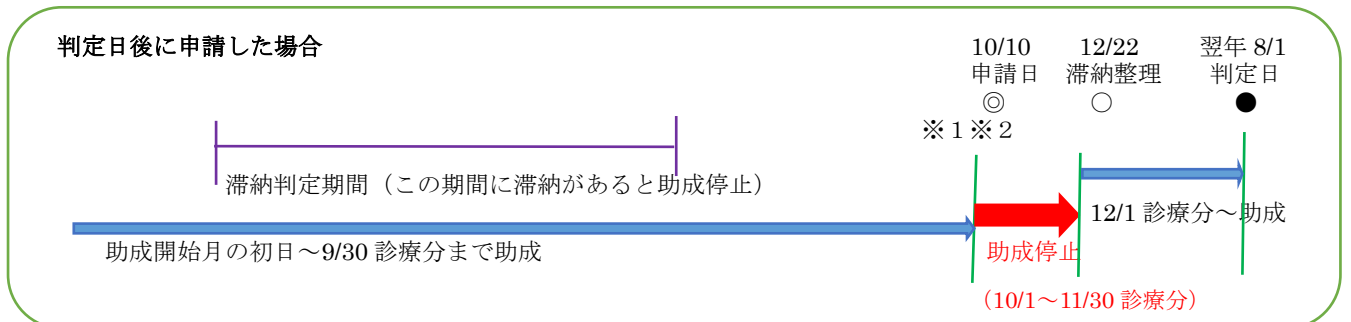 判定日後に申請した場合
10/10 12/22 翌年 8/1
申請日 滞納整理 判定日
◎ ○ ●
※1※2
滞納判定期間（この期間に滞納があると助成停止）
12/1 診療分～助成
助成開始月の初日～9/30 診療分まで助成
助成停止
（10/1～11/30 診療分）